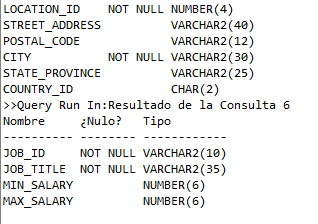 LOCATION_ID    NOT NULL NUMBER(4)
STREET_ADDRESS          VARCHAR2(40)
POSTAL_CODE             VARCHAR2(12)
CITY           NOT NULL VARCHAR2(30)
STATE_PROVINCE          VARCHAR2(25)
COUNTRY_ID              CHAR(2)
>>Query Run In:Resultado de la Consulta 6
Nombre     ¿Nulo?   Tipo
---------- -------- ------------
JOB_ID     NOT NULL VARCHAR2(10)
JOB_TITLE  NOT NULL VARCHAR2(35)
MIN_SALARY          NUMBER(6)
MAX_SALARY          NUMBER(6)